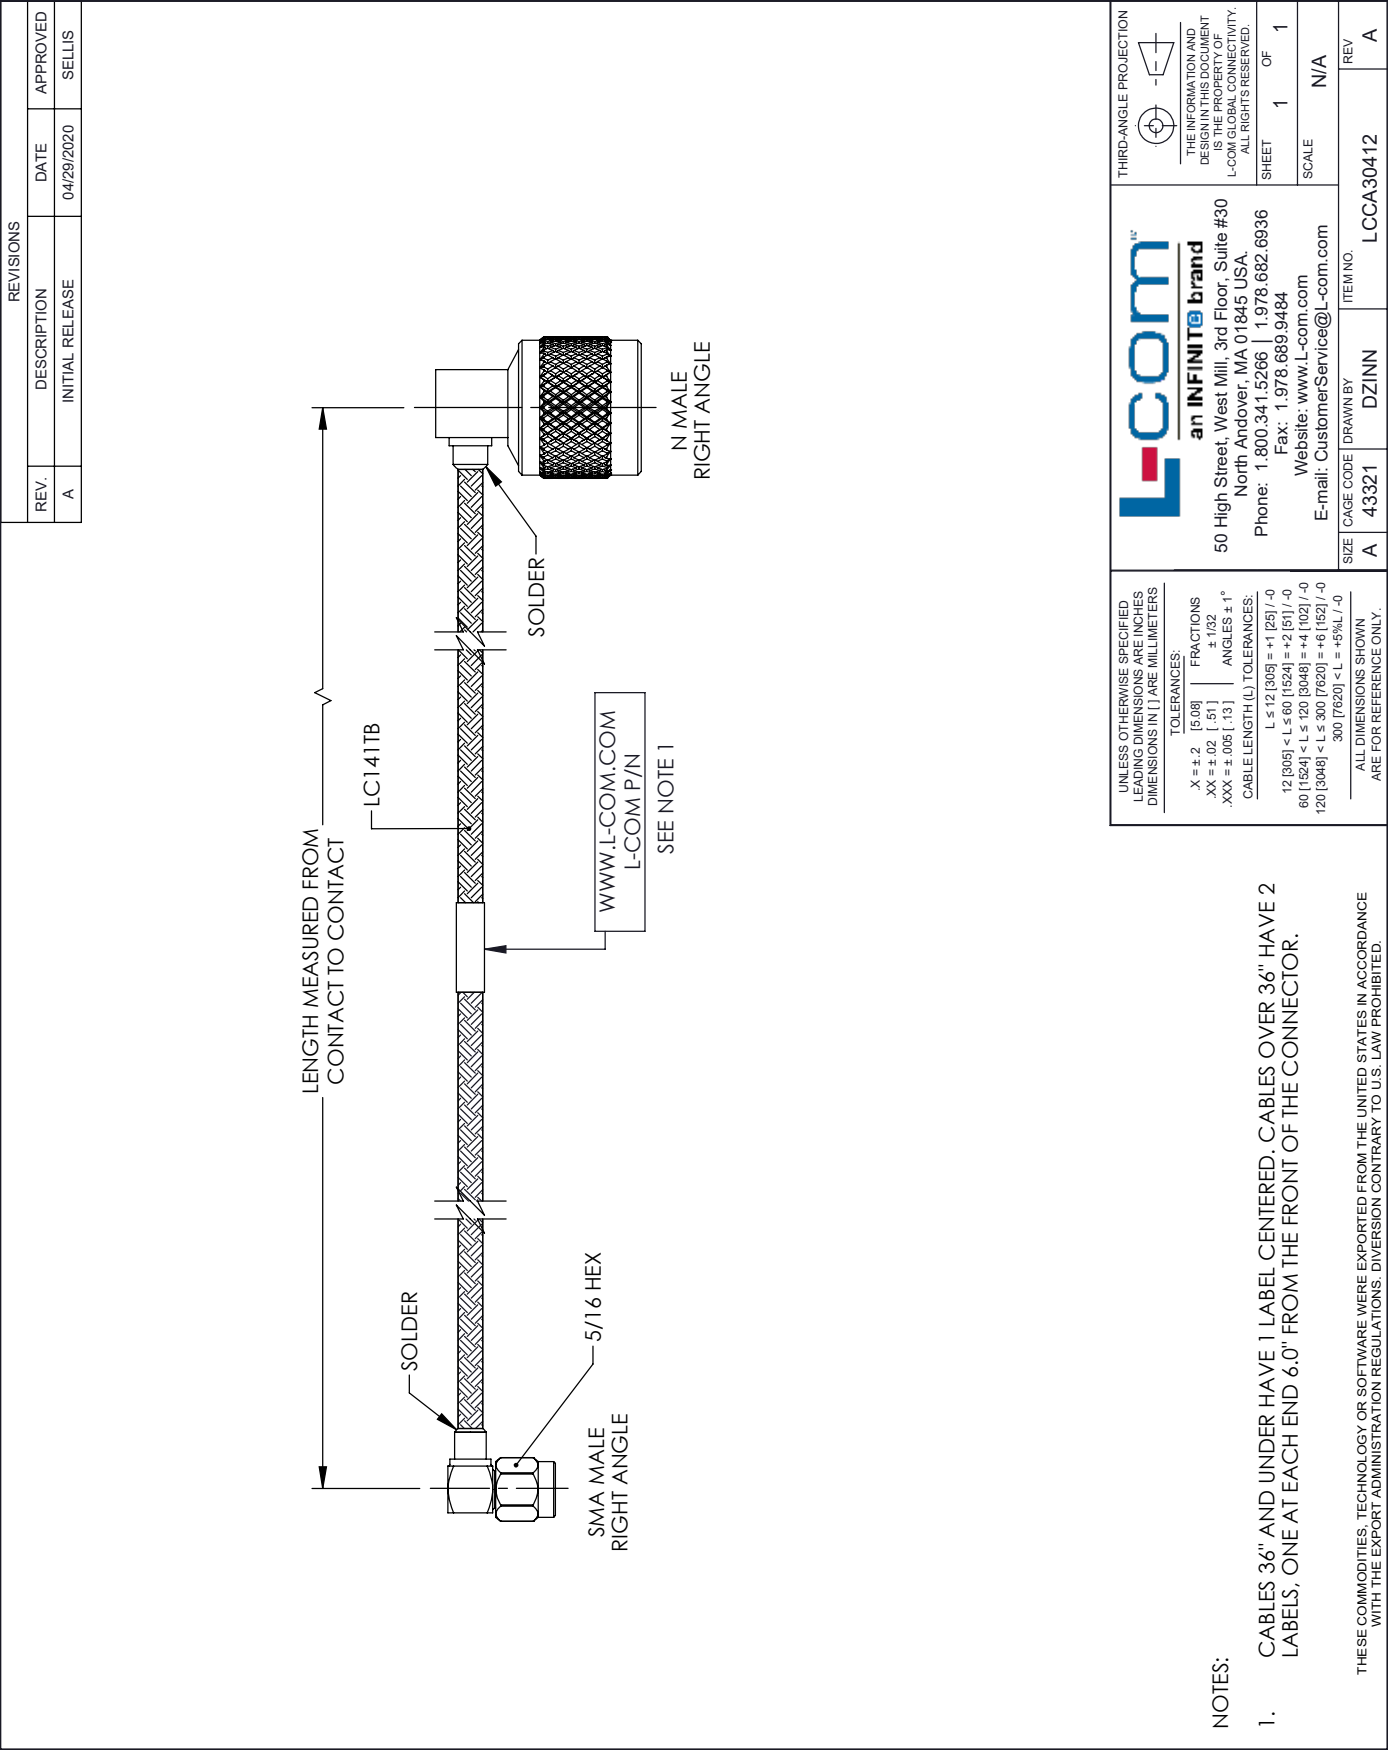 REVISIONS
REV. DESCRIPTION DATE APPROVED
A INITIAL RELEASE 04/29/2020 SELLIS
LENGTH MEASURED FROM
CONTACT TO CONTACT
LC141TB
SOLDER
SOLDER
5/16 HEX
SMA MALE
RIGHT ANGLE
WWW.L-COM.COM
L-COM P/N
SEE NOTE 1
N MALE
RIGHT ANGLE
NOTES:
1. CABLES 36" AND UNDER HAVE 1 LABEL CENTERED. CABLES OVER 36" HAVE 2
LABELS, ONE AT EACH END 6.0" FROM THE FRONT OF THE CONNECTOR.
THESE COMMODITIES, TECHNOLOGY OR SOFTWARE WERE EXPORTED FROM THE UNITED STATES IN ACCORDANCE
WITH THE EXPORT ADMINISTRATION REGULATIONS. DIVERSION CONTRARY TO U.S. LAW PROHIBITED.
UNLESS OTHERWISE SPECIFIED
LEADING DIMENSIONS ARE INCHES
DIMENSIONS IN [ ] ARE MILLIMETERS
TOLERANCES:
.X = ±.2 [5.08] FRACTIONS
.XX = ±.02 [ .51] ± 1/32
.XXX = ±.005 [ .13 ] ANGLES ± 1°
CABLE LENGTH (L) TOLERANCES:
L ≤ 12 [305] = +1 [25] / -0
12 [305] < L ≤ 60 [1524] = +2 [51] / -0
60 [1524] < L ≤ 120 [3048] = +4 [102] / -0
120 [3048] < L ≤ 300 [7620] = +6 [152] / -0
300 [7620] < L = +5%L / -0
ALL DIMENSIONS SHOWN
ARE FOR REFERENCE ONLY.
L-com
an INFINITe brand
50 High Street, West Mill, 3rd Floor, Suite #30
North Andover, MA 01845 USA.
Phone: 1.800.341.5266 | 1.978.682.6936
Fax: 1.978.689.9484
Website: www.L-com.com
E-mail: CustomerService@L-com.com
THIRD-ANGLE PROJECTION
THE INFORMATION AND
DESIGN IN THIS DOCUMENT
IS THE PROPERTY OF
L-COM GLOBAL CONNECTIVITY.
ALL RIGHTS RESERVED.
SHEET 1 OF 1
SCALE N/A
SIZE A
CAGE CODE 43321
DRAWN BY DZINN
ITEM NO. LCCA30412
REV A